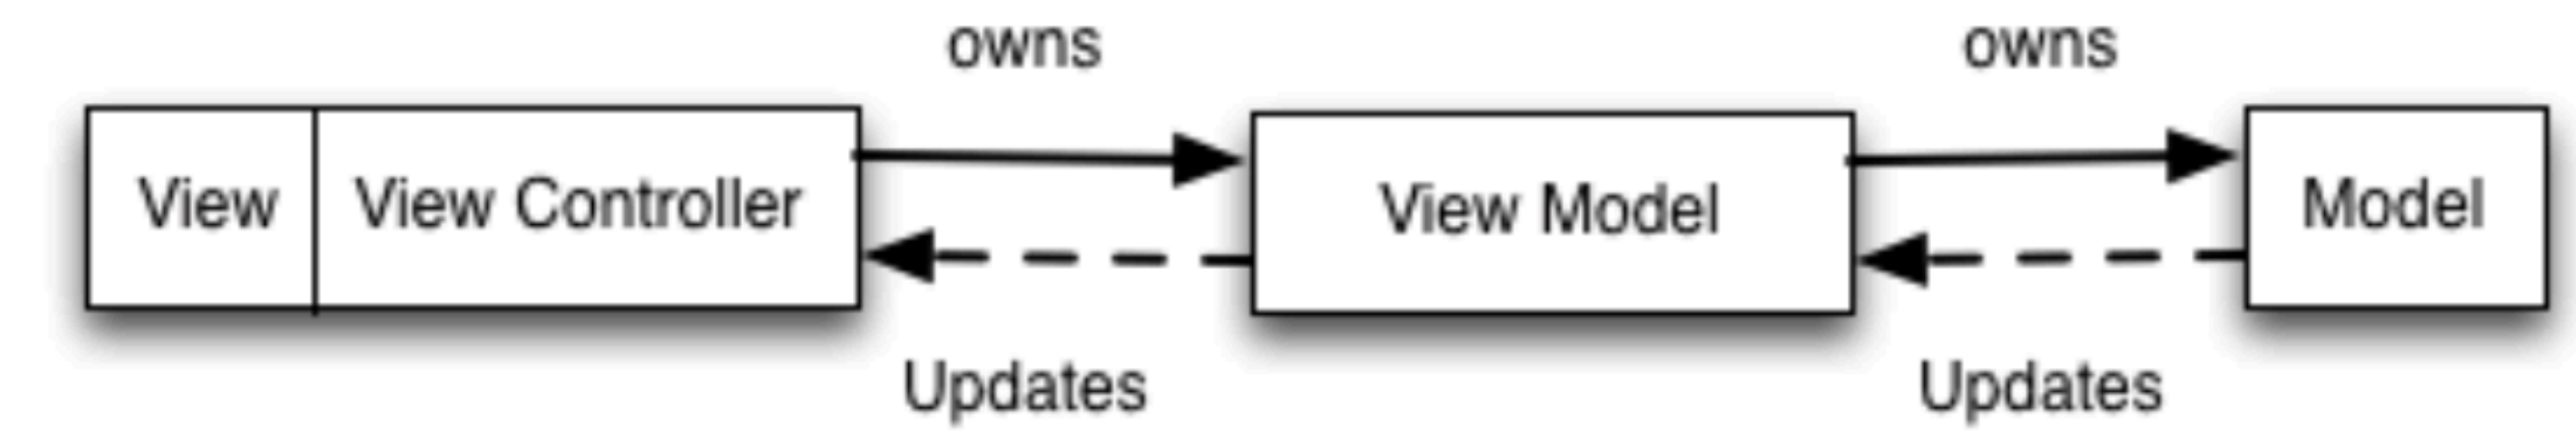 owns
owns
View
View Controller
View Model
Model
Updates
Updates